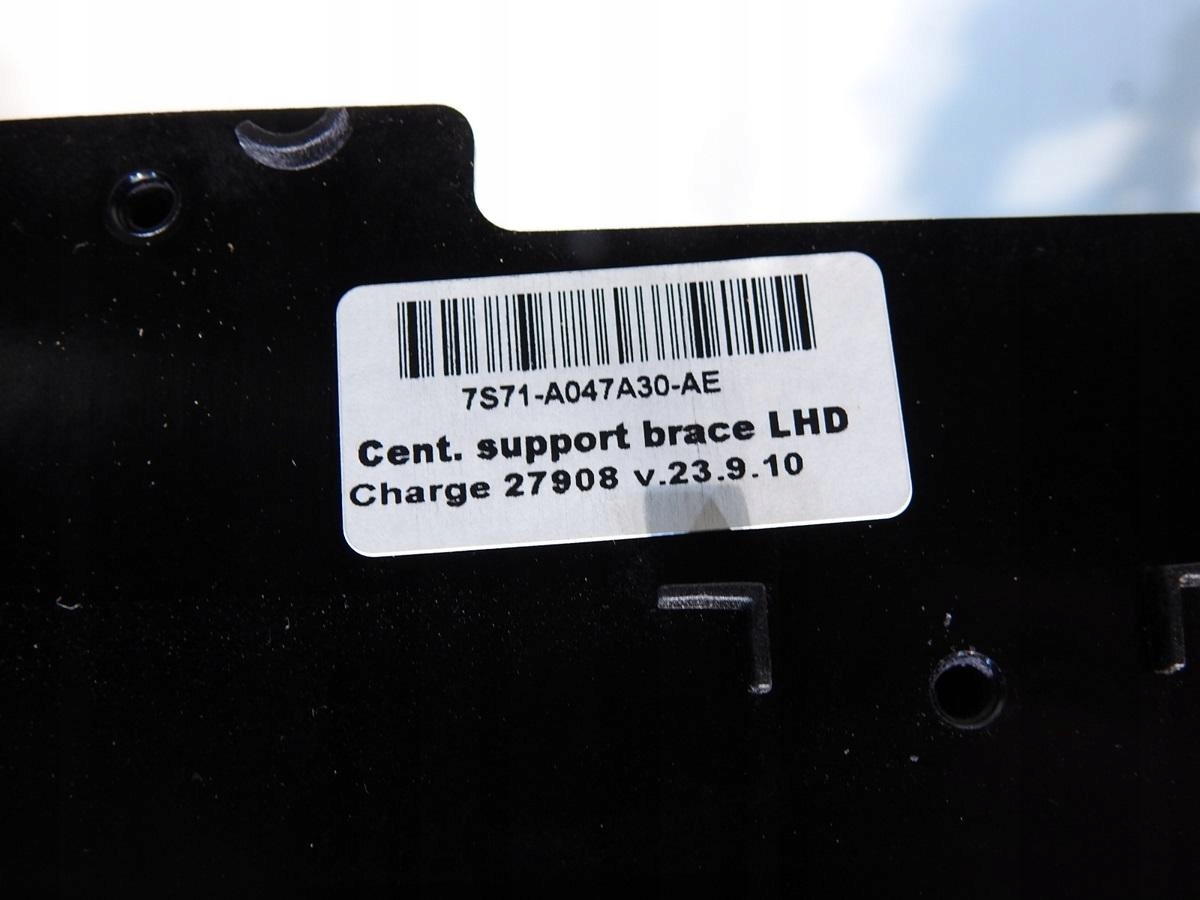 7S71-A047A30-AE
Cent. support brace LHD
Charge 27908 v.23.9.10